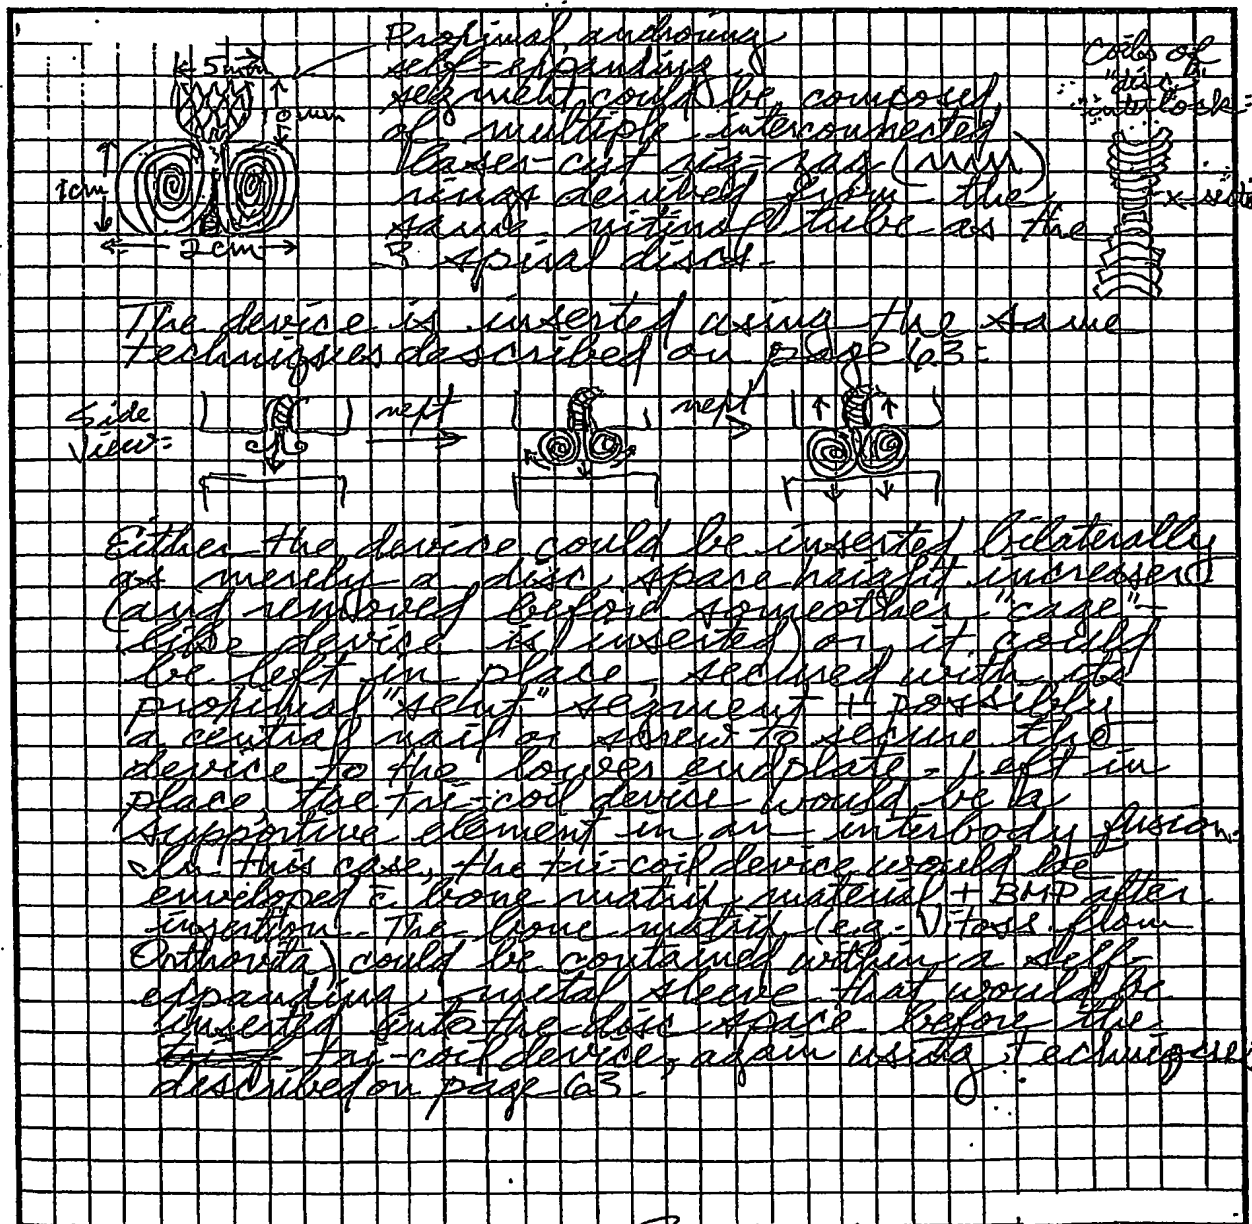 Proximal, anchoring
self-expanding
segment could be composed
of multiple interconnected
laser-cut zig-zag
rings derived from the
same nitinol tube as the
3 spiral discs.
5mm
10mm
1cm
2cm
Coils of
"disc"
interlock =
x-section
The device is inserted using the same
techniques described on page 63:
Side
View =
next
next
Either the device could be inserted bilaterally
as merely a disc space height increaser
(and removed before some other "cage"-
like device is inserted) or it could
be left in place, secured with its
proximal "stent" segment + possibly
a central nail or screw to secure the
device to the lower endplate. Left in
place, the tri-coil device would be a
supportive element in an interbody fusion.
In this case, the tri-coil device would be
enveloped c̄ bone matrix material + BMP after
insertion. The bone matrix (e.g. Vitoss from
Orthovita) could be contained within a self-
expanding metal sleeve that would be
inserted into the disc space before the
tri-coil device, again using techniques
described on page 63.